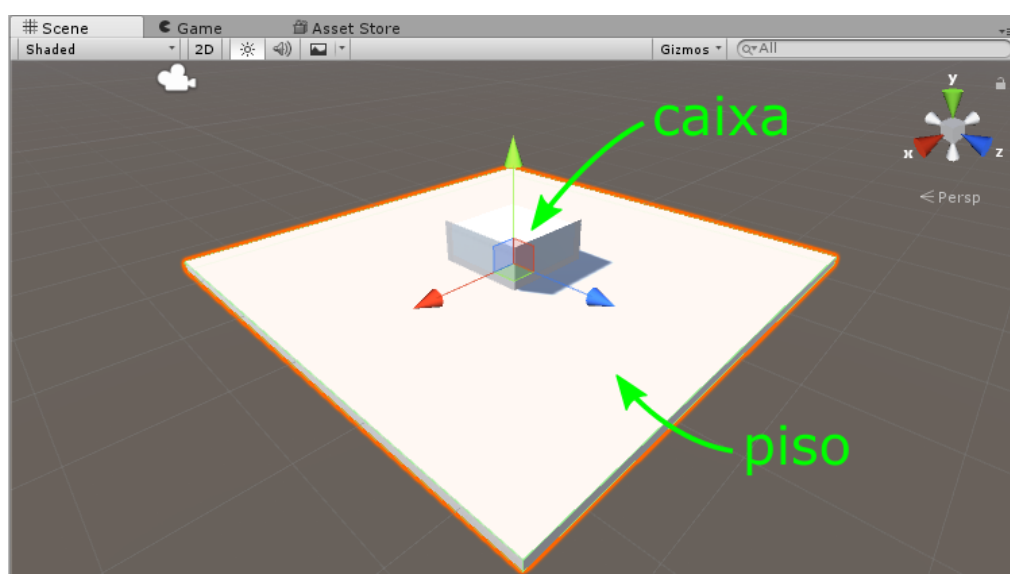 Scene Game Asset Store
Shaded 2D Gizmos All
caixa
y
x z
Persp
piso